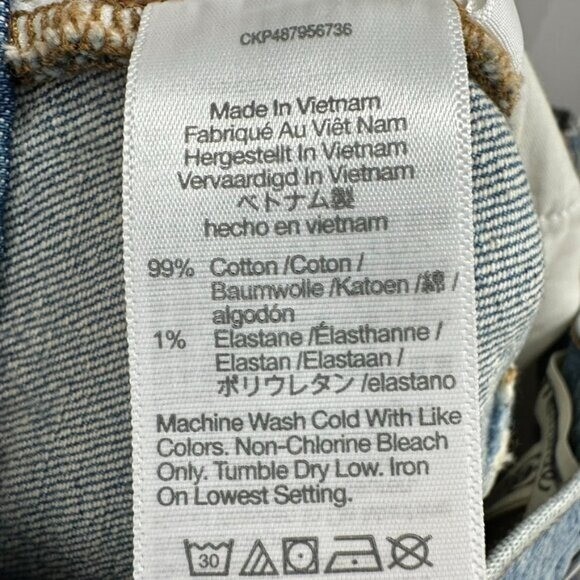 CKP487956736
Made In Vietnam
Fabriqué Au Viêt Nam
Hergestellt In Vietnam
Vervaardigd In Vietnam
ベトナム製
hecho en vietnam
99% Cotton /Coton /
Baumwolle /Katoen /綿 /
algodón
1% Elastane /Élasthanne /
Elastan /Elastaan /
ポリウレタン /elastano
Machine Wash Cold With Like
Colors. Non-Chlorine Bleach
Only. Tumble Dry Low. Iron
On Lowest Setting.
30